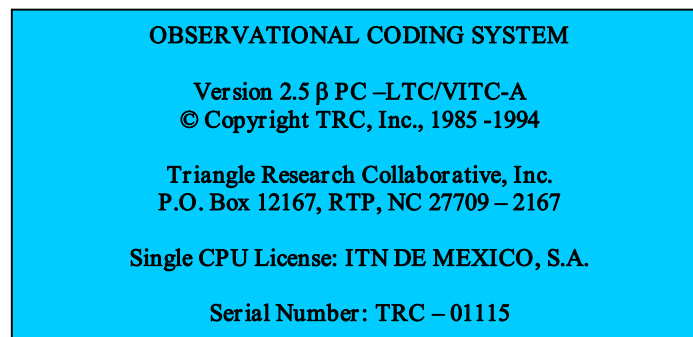 OBSERVATIONAL CODING SYSTEM
Version 2.5 β PC –LTC/VITC-A
© Copyright TRC, Inc., 1985 -1994
Triangle Research Collaborative, Inc.
P.O. Box 12167, RTP, NC 27709 – 2167
Single CPU License: ITN DE MEXICO, S.A.
Serial Number: TRC – 01115